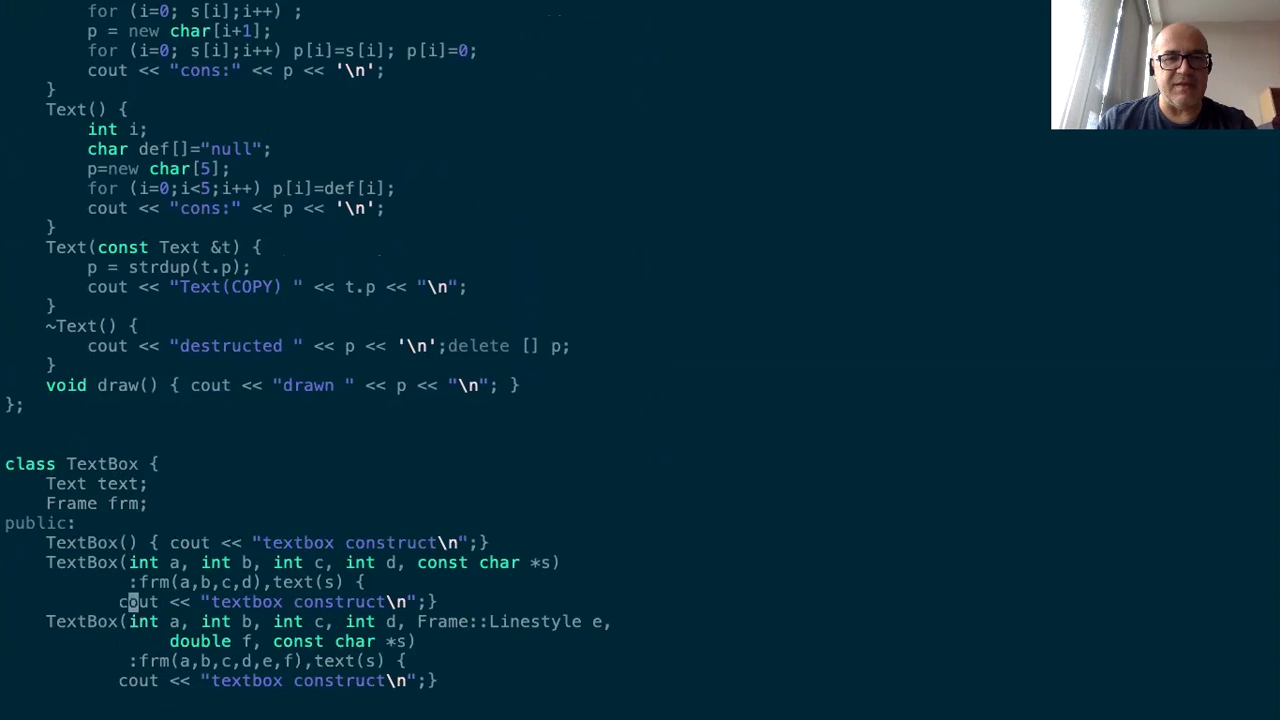 for (i=0; s[i];i++) ;
p = new char[i+1];
for (i=0; s[i];i++) p[i]=s[i]; p[i]=0;
cout << "cons:" << p << '\n';
}
Text() {
int i;
char def[]="null";
p=new char[5];
for (i=0;i<5;i++) p[i]=def[i];
cout << "cons:" << p << '\n';
}
Text(const Text &t) {
p = strdup(t.p);
cout << "Text(COPY) " << t.p << "\n";
}
~Text() {
cout << "destructed " << p << '\n';delete [] p;
}
void draw() { cout << "drawn " << p << "\n"; }
};
class TextBox {
Text text;
Frame frm;
public:
TextBox() { cout << "textbox construct\n";}
TextBox(int a, int b, int c, int d, const char *s)
:frm(a,b,c,d),text(s) {
cout << "textbox construct\n";}
TextBox(int a, int b, int c, int d, Frame::Linestyle e,
double f, const char *s)
:frm(a,b,c,d,e,f),text(s) {
cout << "textbox construct\n";}